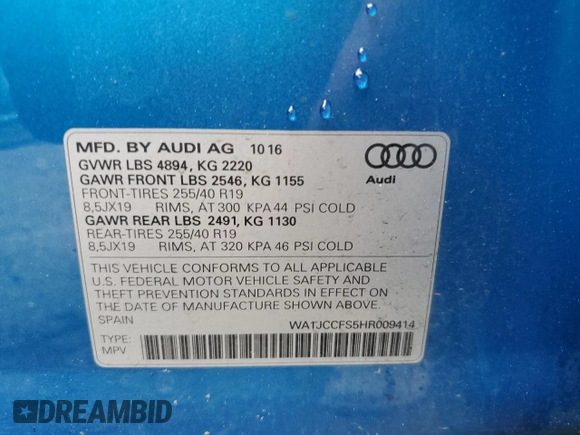 MFD. BY AUDI AG 10 16
GVWR LBS 4894, KG 2220
GAWR FRONT LBS 2546, KG 1155
FRONT-TIRES 255/40 R19
8,5JX19 RIMS, AT 300 KPA 44 PSI COLD
GAWR REAR LBS 2491, KG 1130
REAR-TIRES 255/40 R19
8,5JX19 RIMS, AT 320 KPA 46 PSI COLD
Audi
THIS VEHICLE CONFORMS TO ALL APPLICABLE
U.S. FEDERAL MOTOR VEHICLE SAFETY AND
THEFT PREVENTION STANDARDS IN EFFECT ON
THE DATE OF MANUFACTURE SHOWN ABOVE.
SPAIN WA1JCCFS5HR009414
TYPE:
MPV
DREAMBID